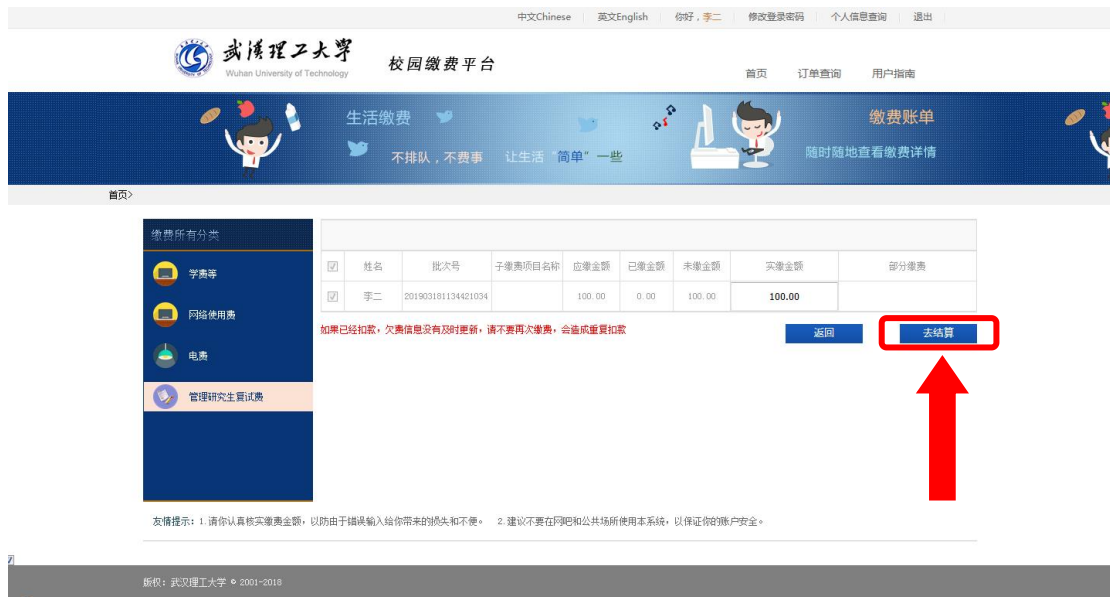 中文Chinese 英文English 你好，李二 修改登录密码 个人信息查询 退出
武漢理工大學
Wuhan University of Technology
校园缴费平台
首页 订单查询 用户指南
生活缴费
不排队，不费事 让生活“简单”一些
缴费账单
随时随地查看缴费详情
首页>
缴费所有分类
学费等
网络使用费
电费
管理研究生复试费
姓名 批次号 子缴费项目名称 应缴金额 已缴金额 未缴金额 实缴金额 部分缴费
李二 201903181134421034 100.00 0.00 100.00 100.00
如果已经扣款，欠费信息没有及时更新，请不要再次缴费，会造成重复扣款
返回 去结算
友情提示：1.请你认真核实缴费金额，以防由于错误输入给你带来的损失和不便。 2.建议不要在网吧和公共场所使用本系统，以保证你的账户安全。
版权：武汉理工大学 © 2001-2018